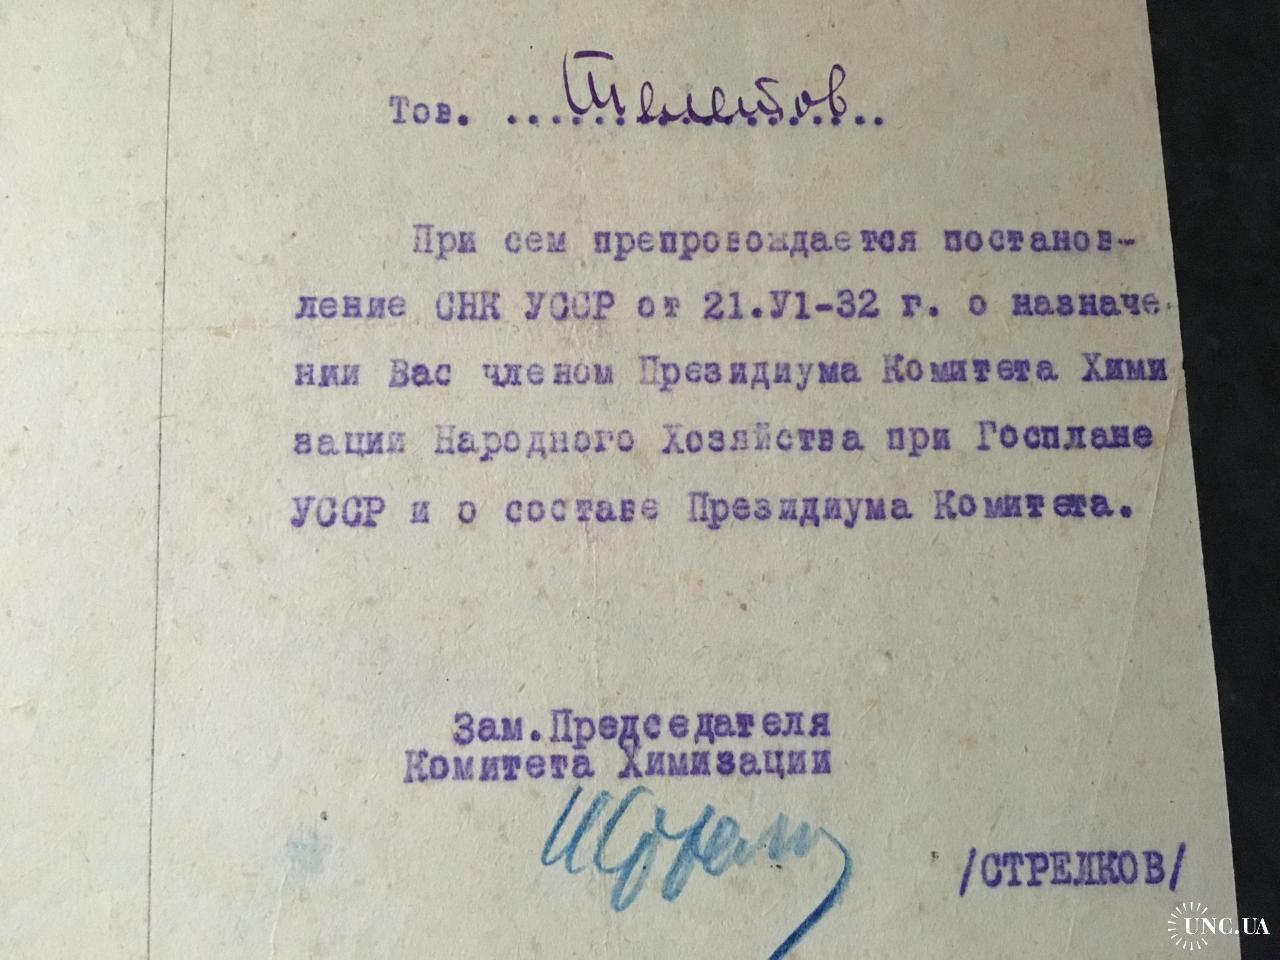 Тов. ....Телетов..
При сем препровождается постанов-
ление СНК УССР от 21.У1-32 г. о назначе-
нии Вас членом Президиума Комитета Хими
зации Народного Хозяйства при Госплане
УССР и о составе Президиума Комитета.
Зам.Председателя
Комитета Химизации
/СТРЕЛКОВ/
UNC.UA